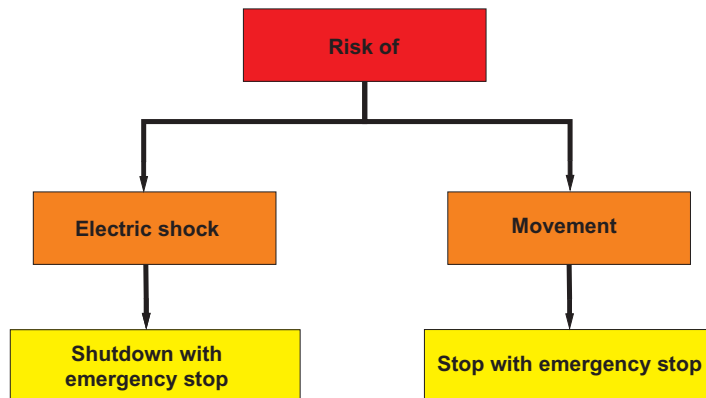 Risk of
Electric shock
Movement
Shutdown with
emergency stop
Stop with emergency stop